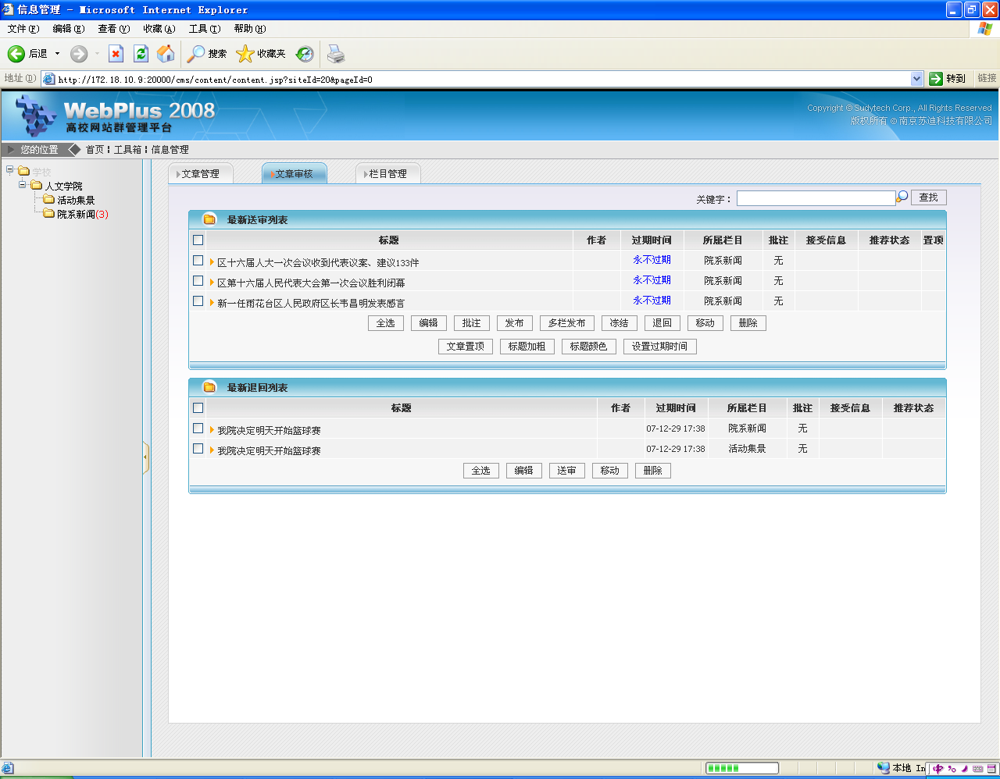 信息管理 - Microsoft Internet Explorer
文件(F) 编辑(E) 查看(V) 收藏(A) 工具(T) 帮助(H)
后退 搜索 收藏夹
地址(D) http://172.18.10.9:20000/cms/content/content.jsp?siteId=20&pageId=0 转到 链接
WebPlus 2008
高校网站群管理平台
Copyright © Sudytech Corp., All Rights Reserved
版权所有 © 南京苏迪科技有限公司
您的位置 首页 工具箱 信息管理
学校
人文学院
活动集景
院系新闻(3)
文章管理 文章审核 栏目管理
关键字： 查找
最新送审列表
标题 作者 过期时间 所属栏目 批注 接受信息 推荐状态 置顶
区十六届人大一次会议收到代表议案、建议133件 永不过期 院系新闻 无
区第十六届人民代表大会第一次会议胜利闭幕 永不过期 院系新闻 无
新一任雨花台区人民政府区长韦昌明发表感言 永不过期 院系新闻 无
全选 编辑 批注 发布 多栏发布 冻结 退回 移动 删除
文章置顶 标题加粗 标题颜色 设置过期时间
最新退回列表
标题 作者 过期时间 所属栏目 批注 接受信息 推荐状态
我院决定明天开始篮球赛 07-12-29 17:38 院系新闻 无
我院决定明天开始篮球赛 07-12-29 17:38 活动集景 无
全选 编辑 送审 移动 删除
本地 In 中